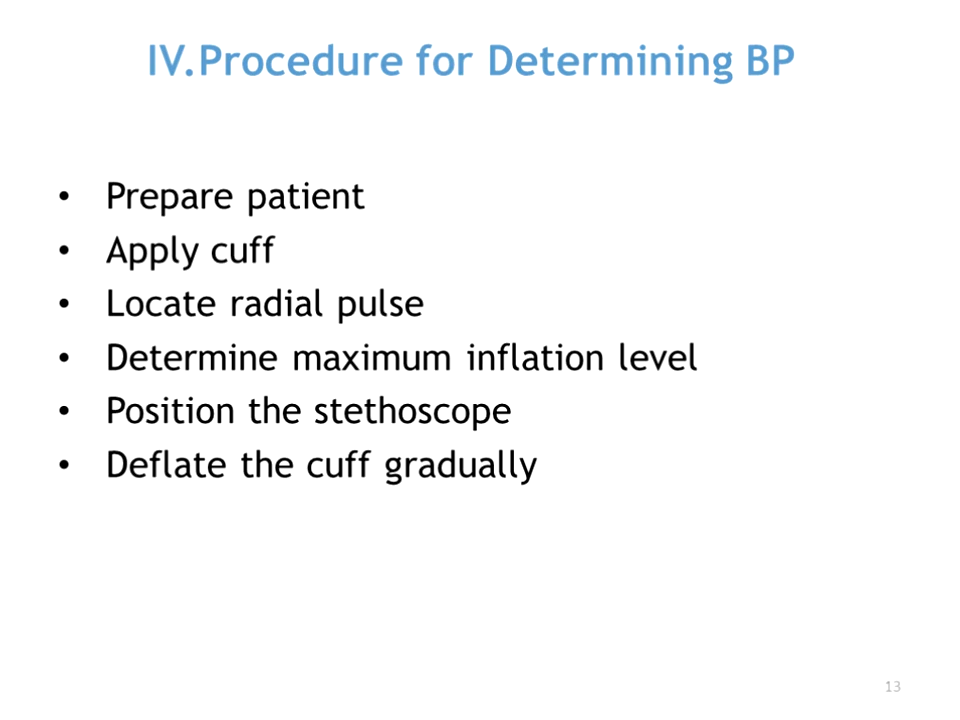 IV.Procedure for Determining BP
• Prepare patient
• Apply cuff
• Locate radial pulse
• Determine maximum inflation level
• Position the stethoscope
• Deflate the cuff gradually
13